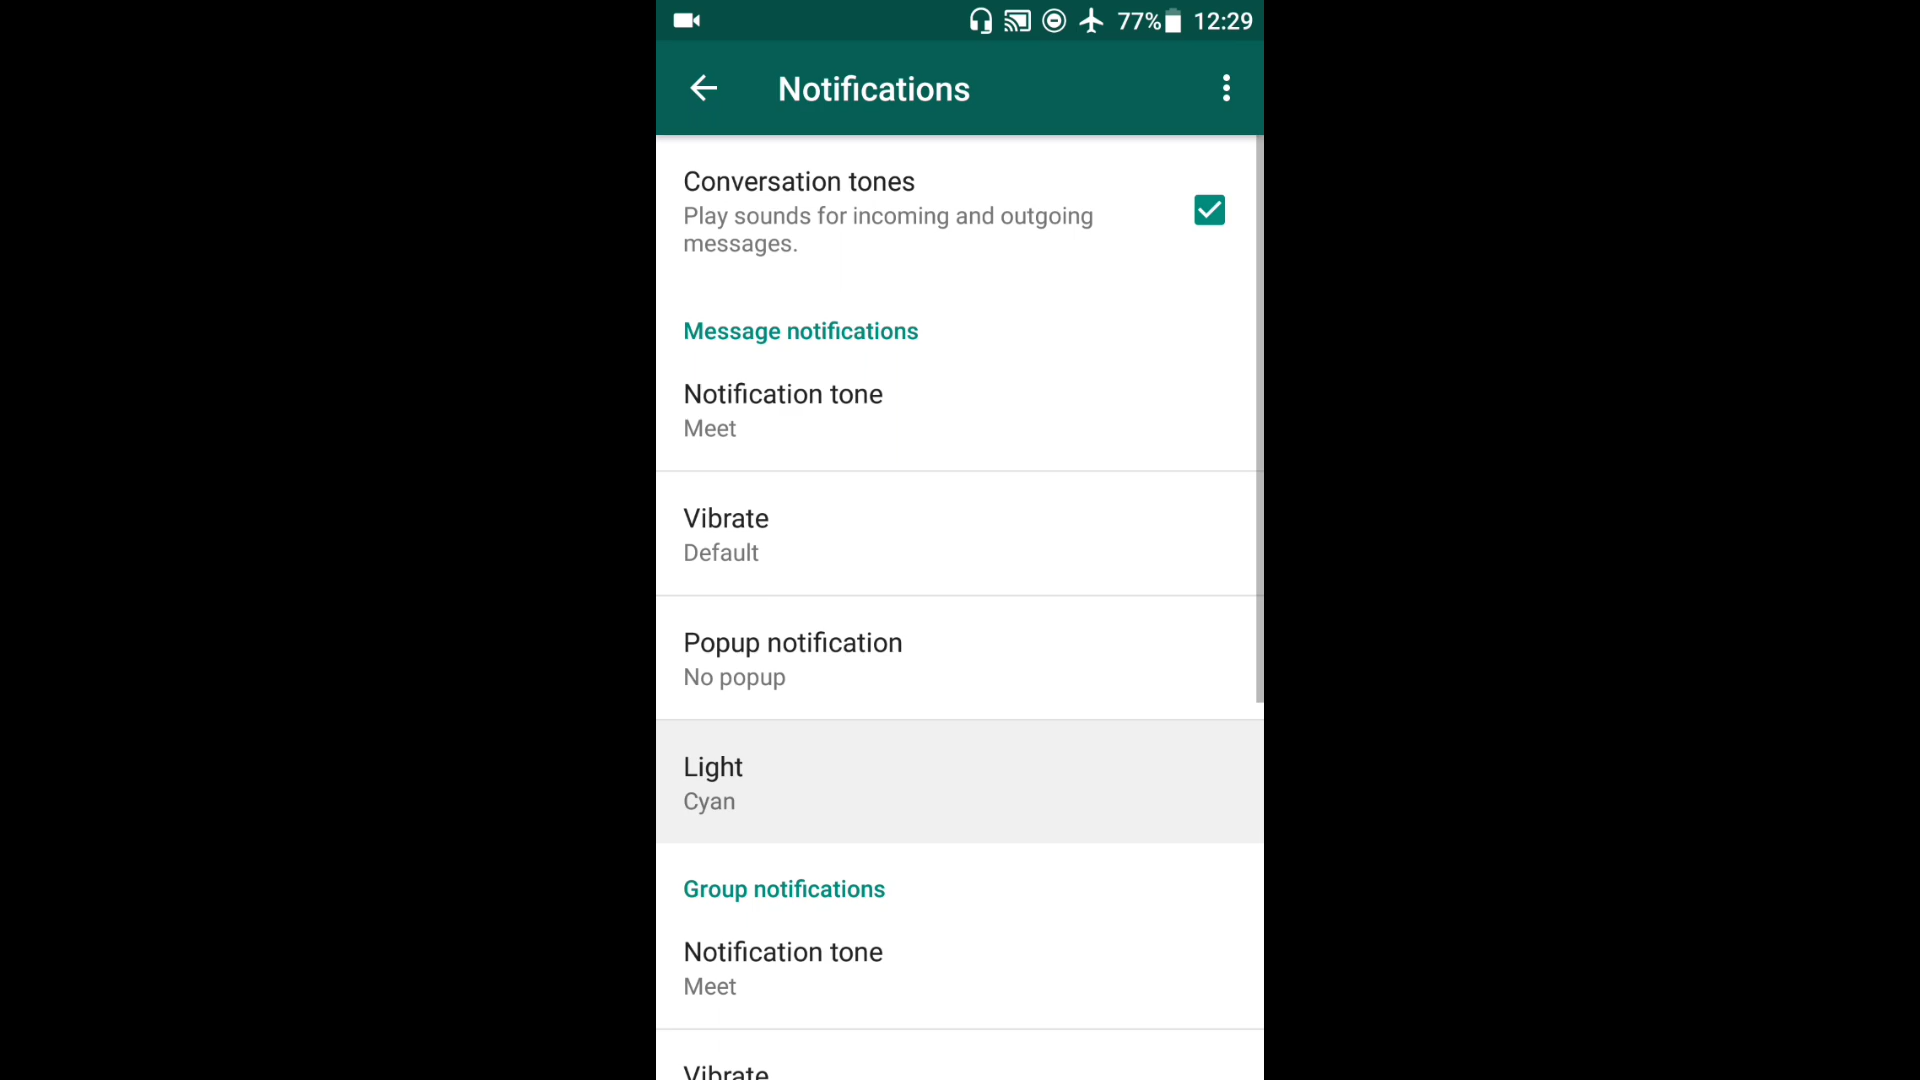 77% 12:29
Notifications
Conversation tones
Play sounds for incoming and outgoing
messages.
Message notifications
Notification tone
Meet
Vibrate
Default
Popup notification
No popup
Light
Cyan
Group notifications
Notification tone
Meet
Vibrate